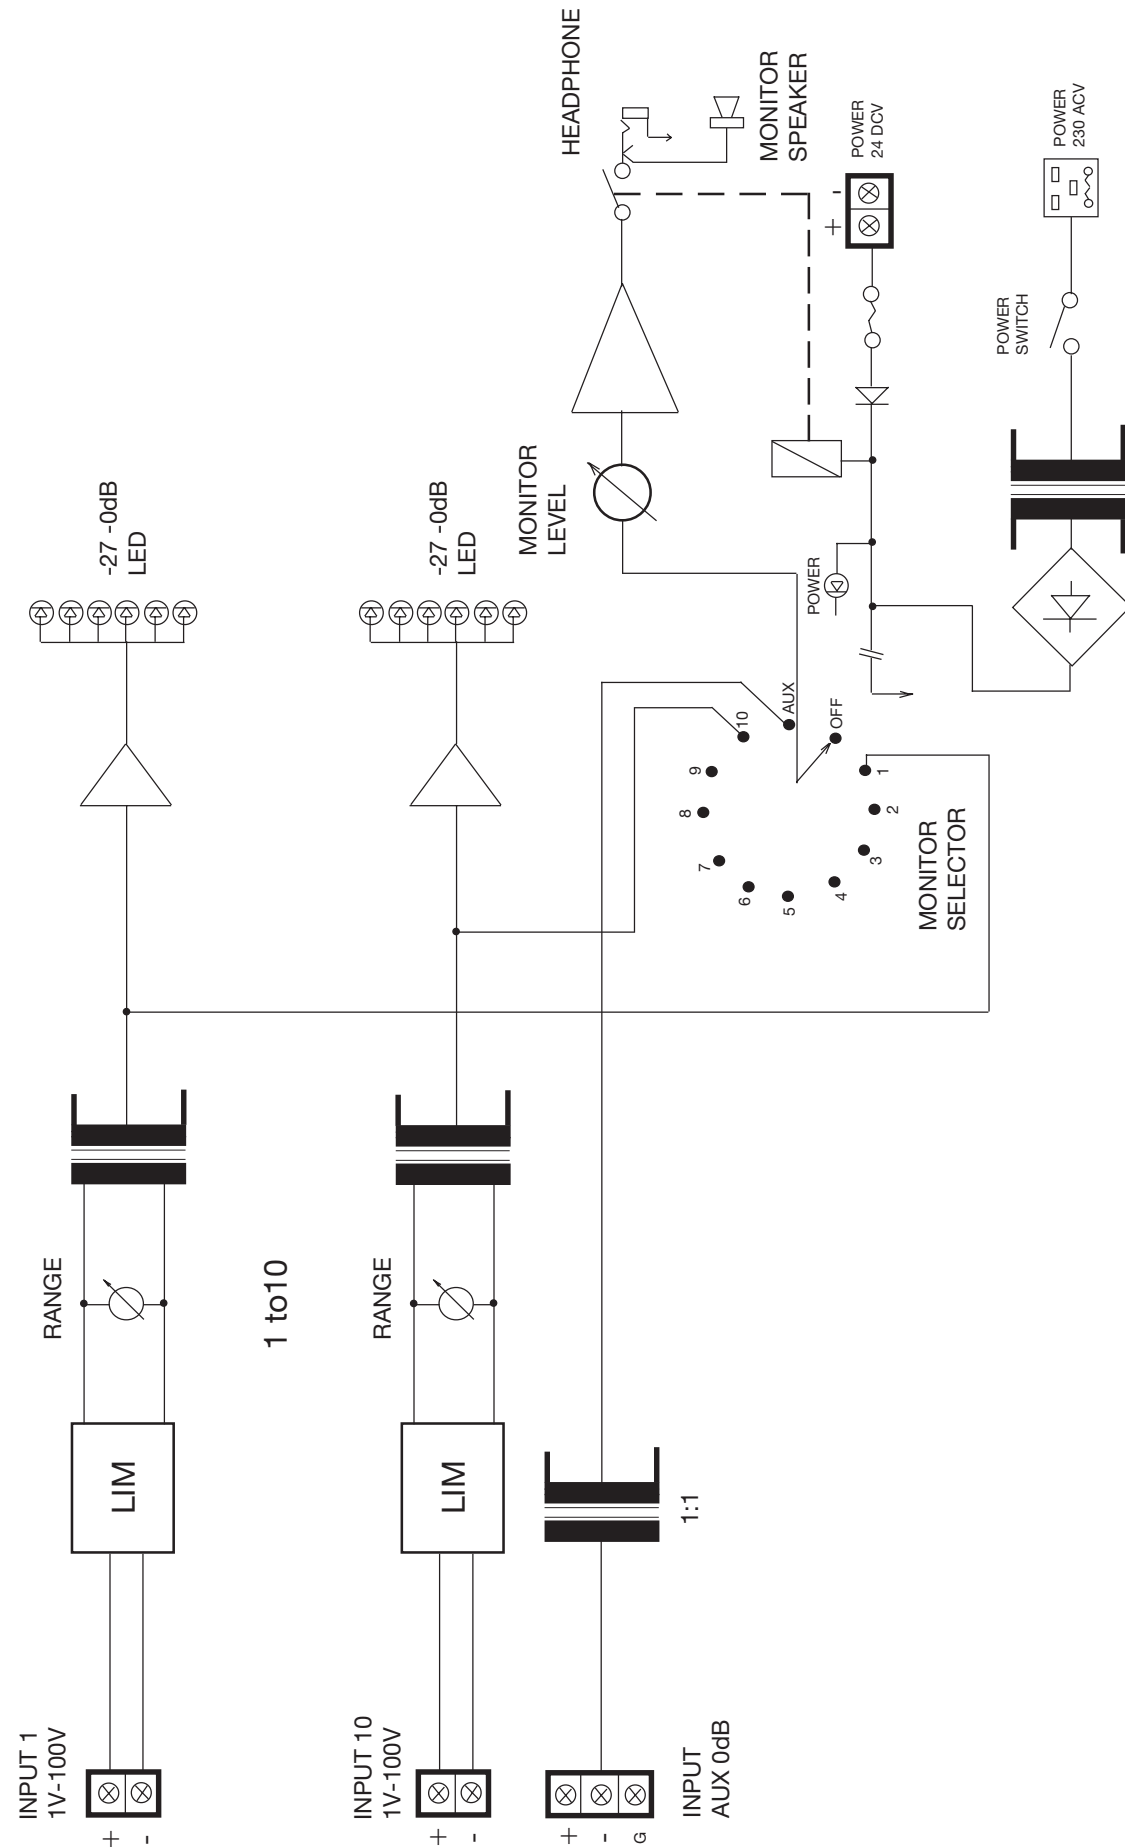 INPUT 1
1V-100V
+
-
LIM
RANGE
-27 -0dB
LED
1 to10
INPUT 10
1V-100V
+
-
LIM
RANGE
-27 -0dB
LED
+
-
G
INPUT
AUX 0dB
1:1
MONITOR
SELECTOR
1
2
3
4
5
6
7
8
9
10
AUX
OFF
MONITOR
LEVEL
HEADPHONE
MONITOR
SPEAKER
POWER
+
-
POWER
24 DCV
POWER
SWITCH
POWER
230 ACV